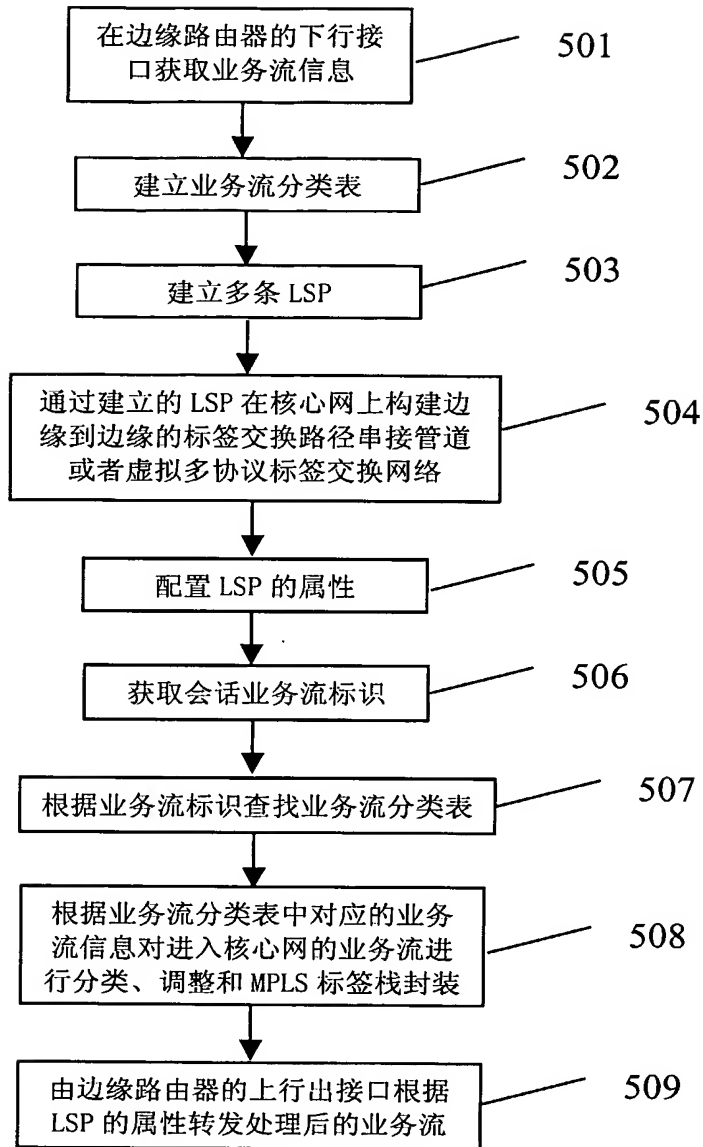 在边缘路由器的下行接
口获取业务流信息
501
建立业务流分类表
502
建立多条 LSP
503
通过建立的 LSP 在核心网上构建边
缘到边缘的标签交换路径串接管道
或者虚拟多协议标签交换网络
504
配置 LSP 的属性
505
获取会话业务流标识
506
根据业务流标识查找业务流分类表
507
根据业务流分类表中对应的业务
流信息对进入核心网的业务流进
行分类、调整和 MPLS 标签栈封装
508
由边缘路由器的上行出接口根据
LSP 的属性转发处理后的业务流
509